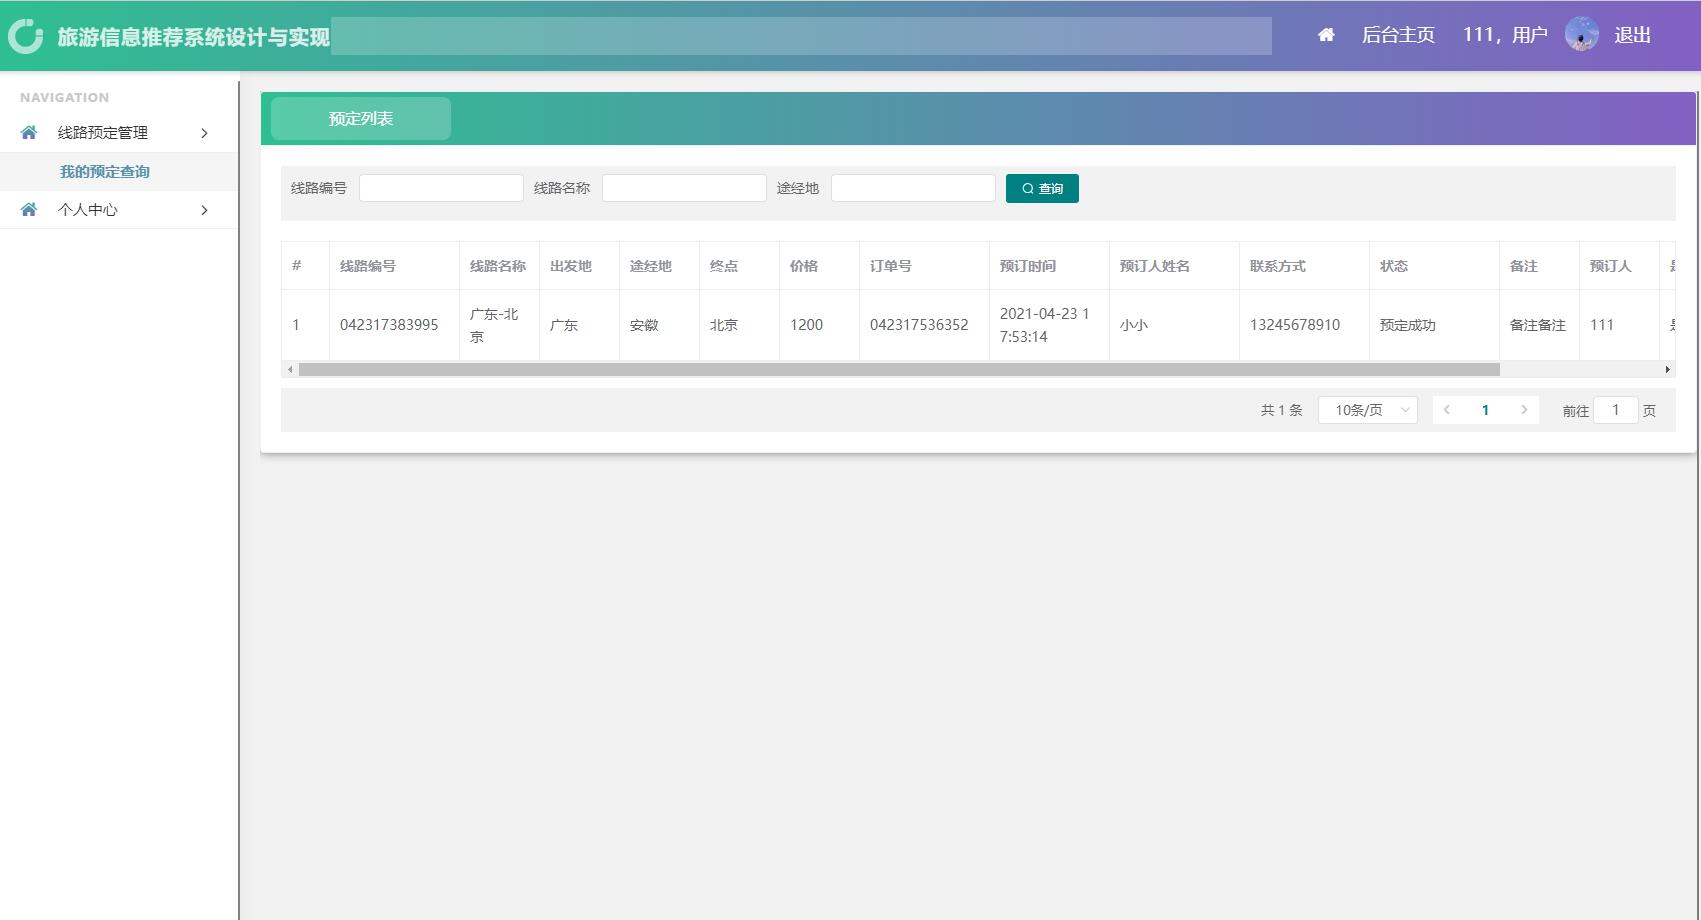 旅游信息推荐系统设计与实现
后台主页 111，用户 退出
NAVIGATION
线路预定管理
我的预定查询
个人中心
预定列表
线路编号 线路名称 途经地 查询
# 线路编号 线路名称 出发地 途经地 终点 价格 订单号 预订时间 预订人姓名 联系方式 状态 备注 预订人
1 042317383995 广东-北京 广东 安徽 北京 1200 042317536352 2021-04-23 17:53:14 小小 13245678910 预定成功 备注备注 111
共 1 条 10条/页 1 前往 1 页